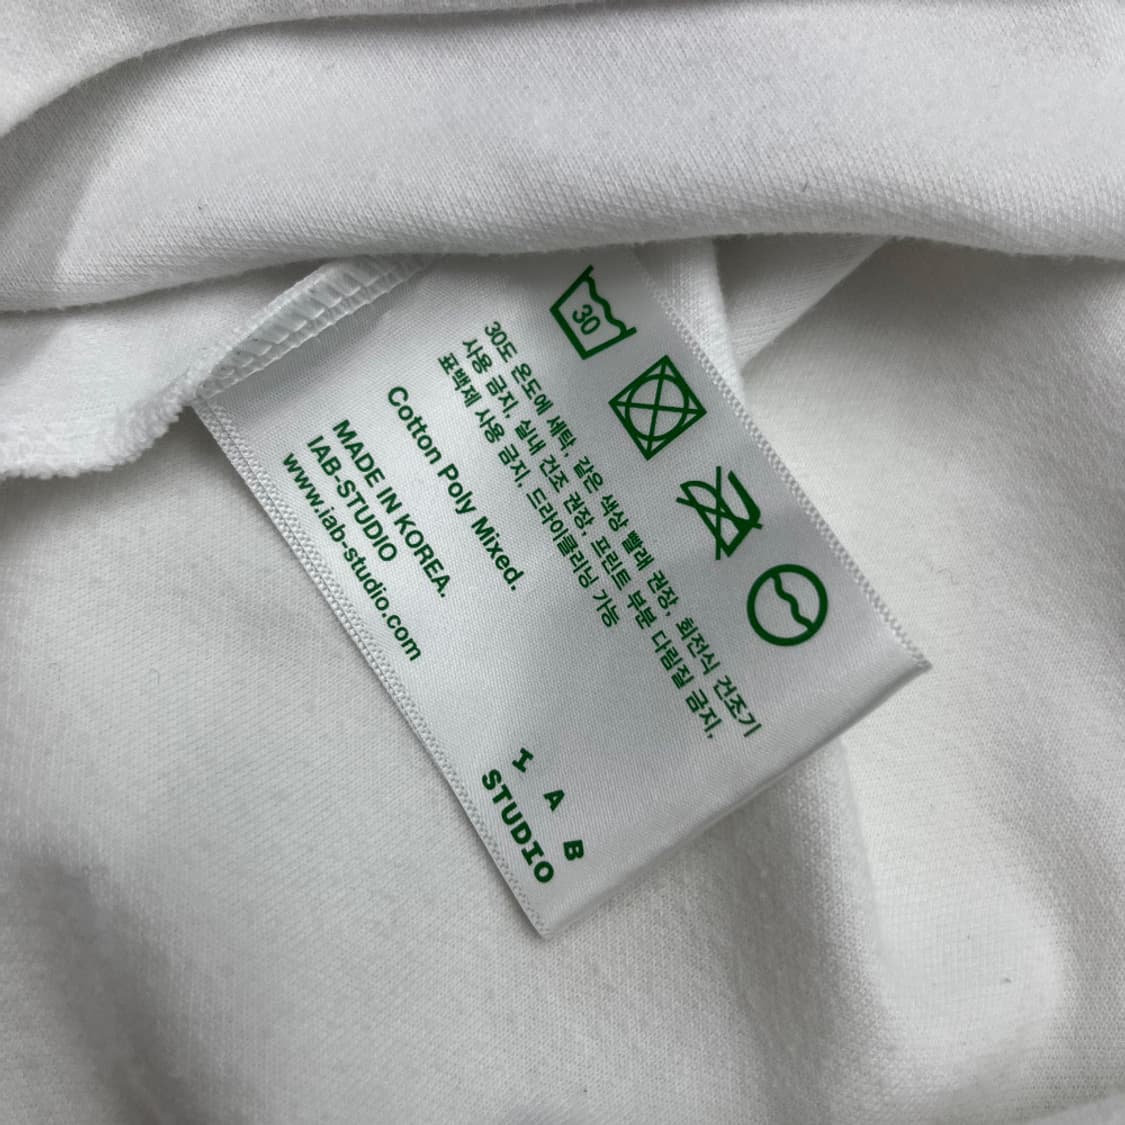 30
30도 온도에 세탁, 같은 색상 빨래 권장, 회전식 건조기
사용 금지, 실내 건조 권장, 프린트 부분 다림질 금지,
표백제 사용 금지, 드라이클리닝 가능
Cotton Poly Mixed.
MADE IN KOREA.
IAB-STUDIO
www.iab-studio.com
I A B
STUDIO